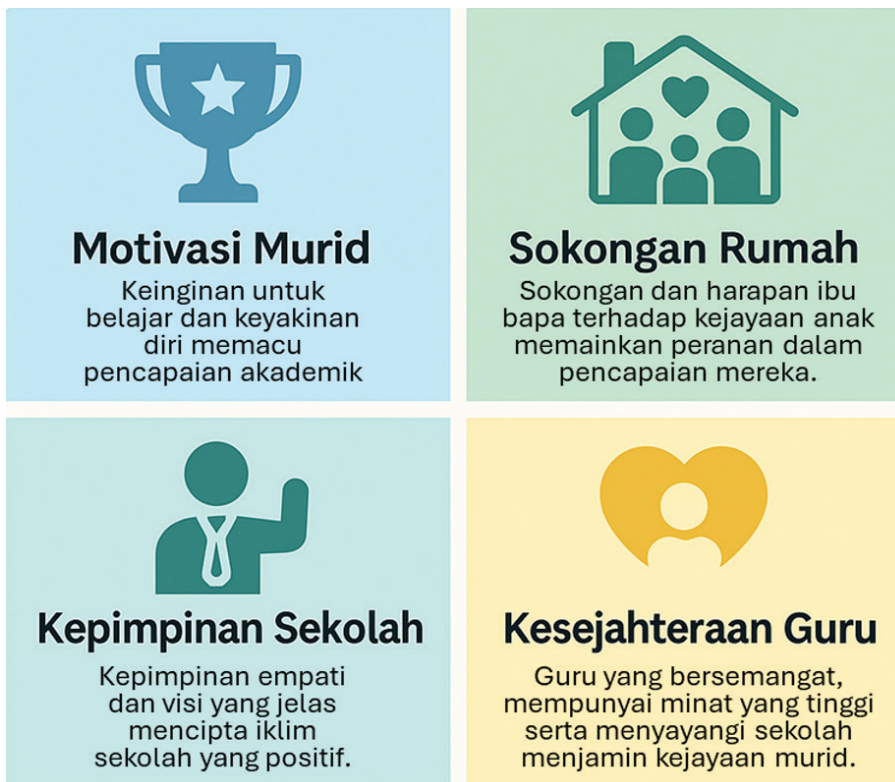 Motivasi Murid
Keinginan untuk
belajar dan keyakinan
diri memacu
pencapaian akademik
Sokongan Rumah
Sokongan dan harapan ibu
bapa terhadap kejayaan anak
memainkan peranan dalam
pencapaian mereka.
Kepimpinan Sekolah
Kepimpinan empati
dan visi yang jelas
mencipta iklim
sekolah yang positif.
Kesejahteraan Guru
Guru yang bersemangat,
mempunyai minat yang tinggi
serta menyayangi sekolah
menjamin kejayaan murid.